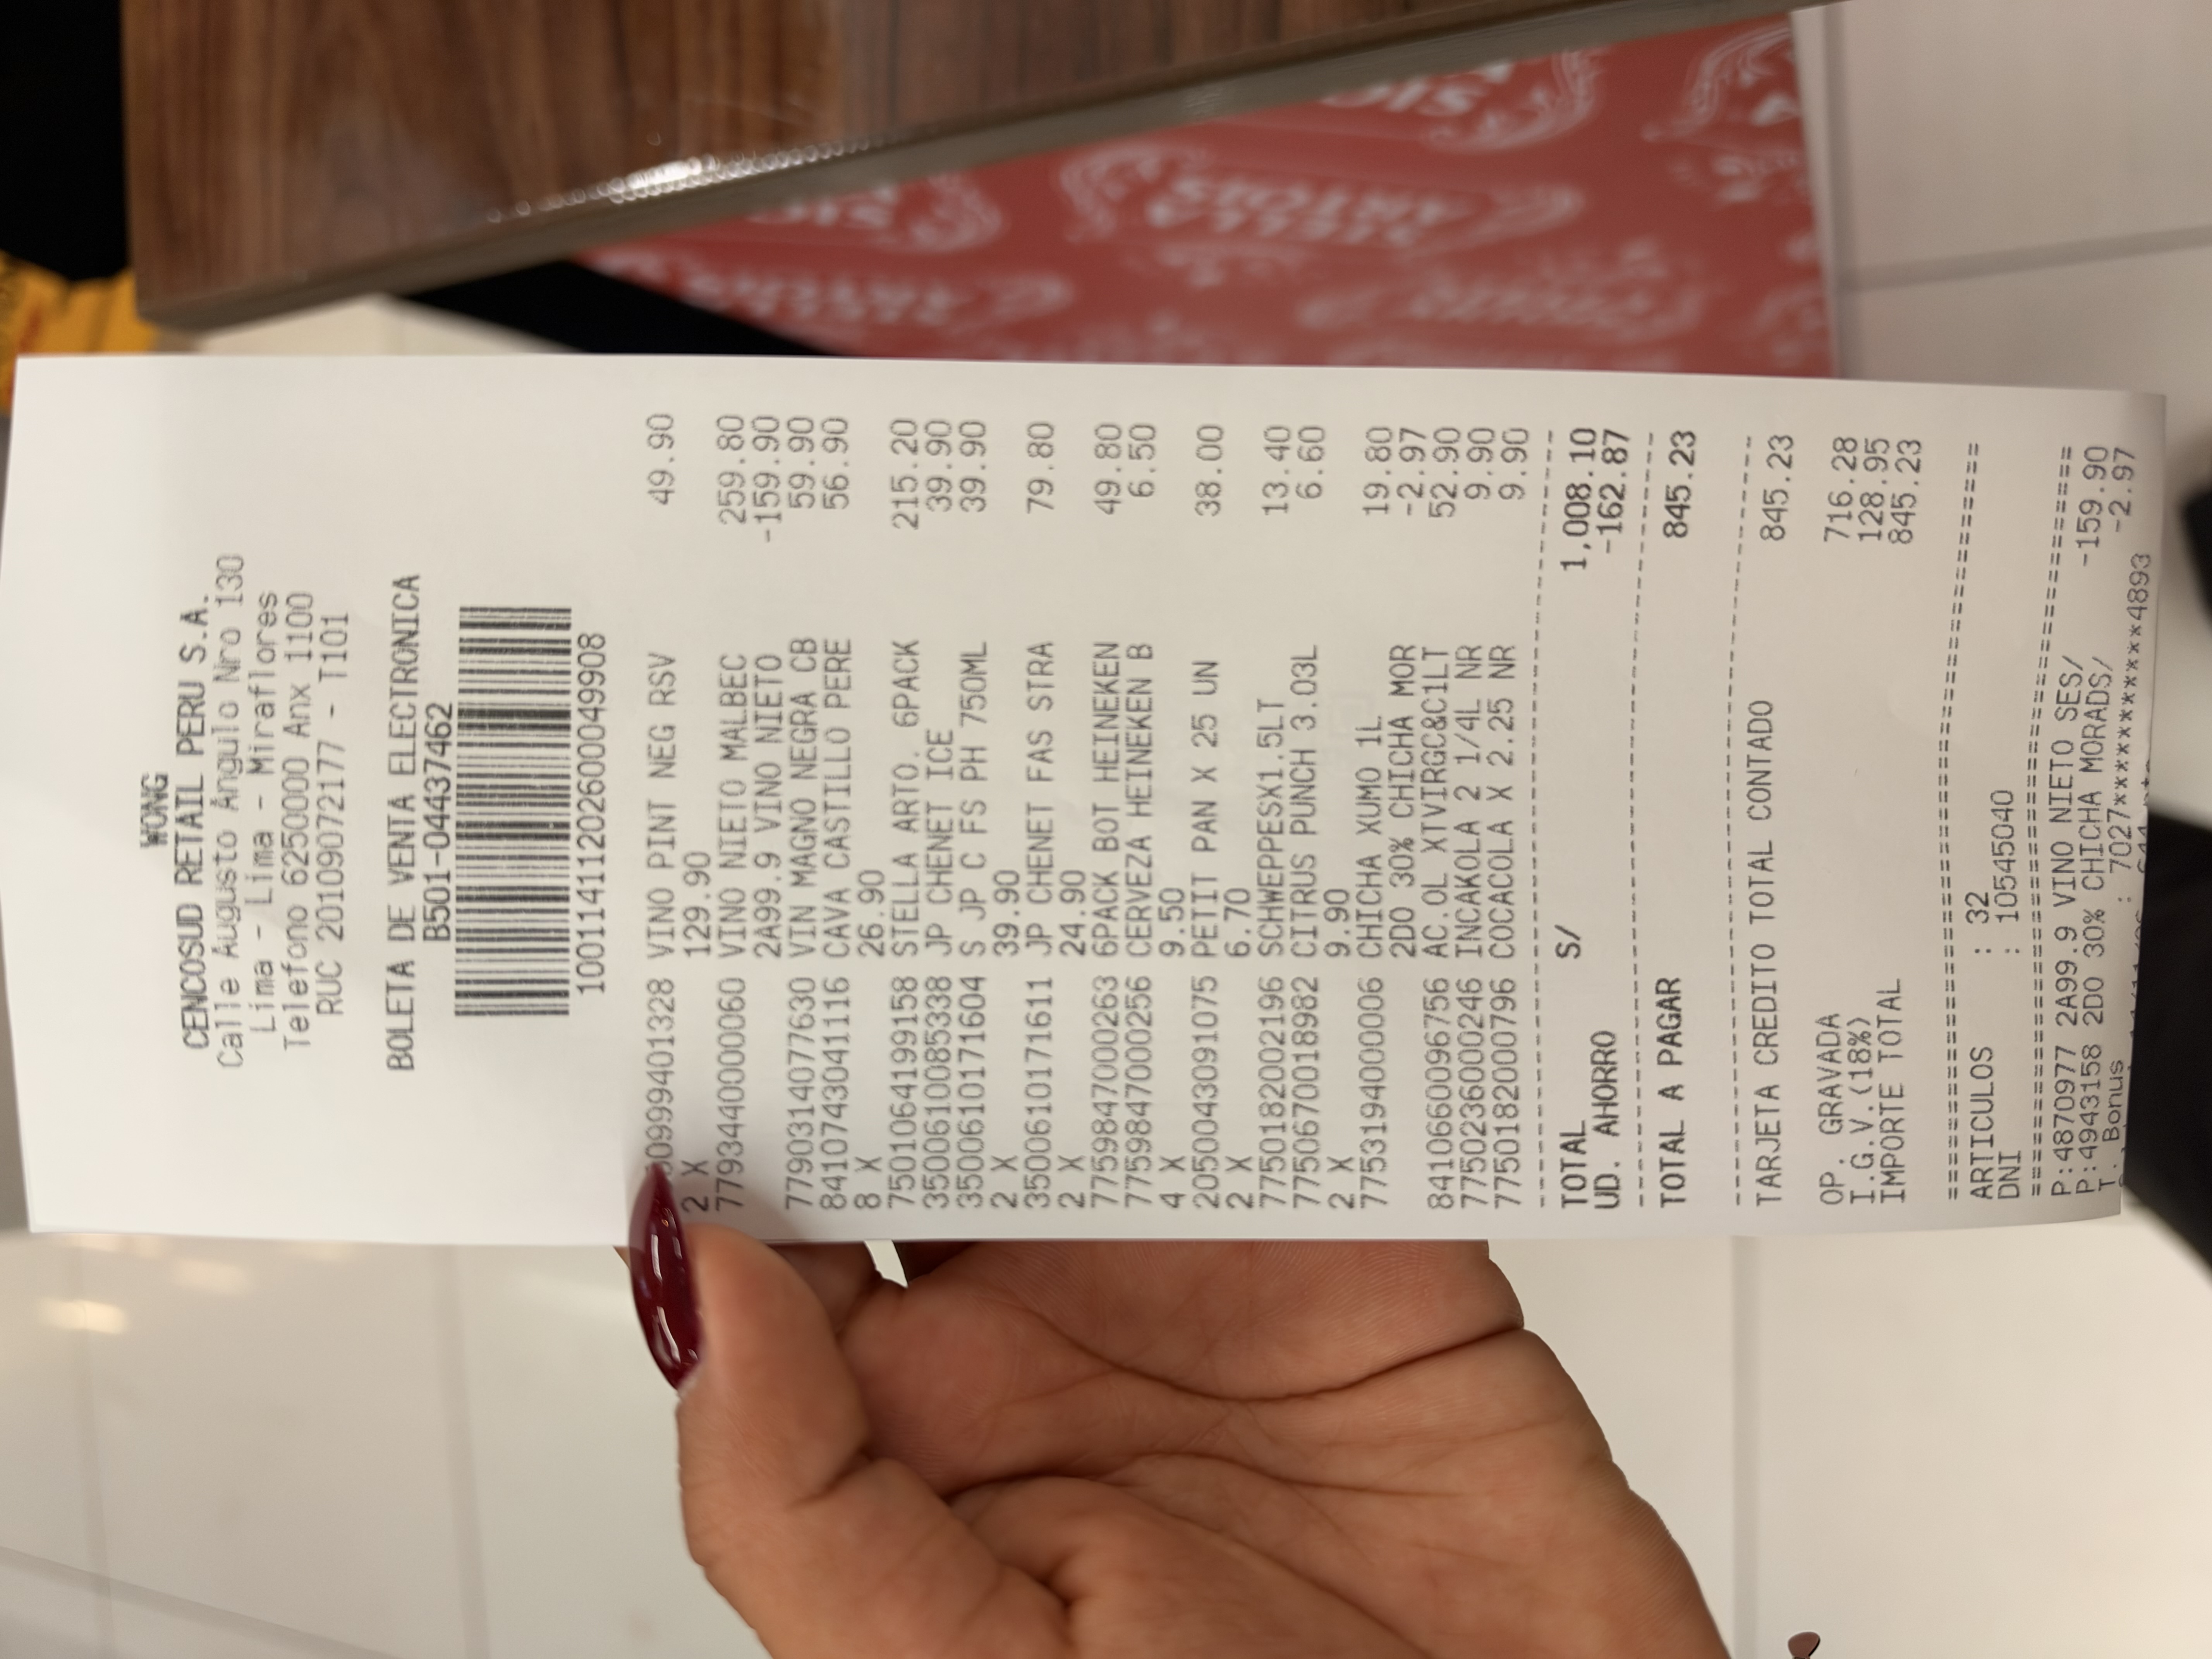 WONG
CENCOSUD RETAIL PERU S.A.
Calle Augusto Angulo Nro 130
Lima - Lima - Miraflores
Telefono 6250000 Anx 1100
RUC 20109072177 - T101
BOLETA DE VENTA ELECTRONICA
B501-04437462
10011411202600049908
0999401328 VINO PINT NEG RSV 49.90
2 X 129.90
7793440000060 VINO NIETO MALBEC 259.80
2A99.9 VINO NIETO -159.90
7790314077630 VIN MAGNO NEGRA CB 59.90
8410743041116 CAVA CASTILLO PERE 56.90
8 X 26.90
7501064199158 STELLA ARTO. 6PACK 215.20
3500610085338 JP CHENET ICE 39.90
3500610171604 S JP C FS PH 750ML 39.90
2 X 39.90
3500610171611 JP CHENET FAS STRA 79.80
2 X 24.90
7759847000263 6PACK BOT HEINEKEN 49.80
7759847000256 CERVEZA HEINEKEN B 6.50
4 X 9.50
2050043091075 PETIT PAN X 25 UN 38.00
2 X 6.70
7750182002196 SCHWEPPESX1.5LT 13.40
7750670018982 CITRUS PUNCH 3.03L 6.60
2 X 9.90
7753194000006 CHICHA XUMO 1L 19.80
2DO 30% CHICHA MOR -2.97
8410660096756 AC.OL XTVIRGC&C1LT 52.90
7750236000246 INCAKOLA 2 1/4L NR 9.90
7750182000796 COCACOLA X 2.25 NR 9.90
TOTAL S/ 1,008.10
UD. AHORRO -162.87
TOTAL A PAGAR 845.23
TARJETA CREDITO TOTAL CONTADO 845.23
OP. GRAVADA 716.28
I.G.V.(18%) 128.95
IMPORTE TOTAL 845.23
ARTICULOS : 32
DNI : 10545040
P:4870977 2A99.9 VINO NIETO SES/ -159.90
P:4943158 2DO 30% CHICHA MORADS/ -2.97
T. Bonus : 7027***********4893